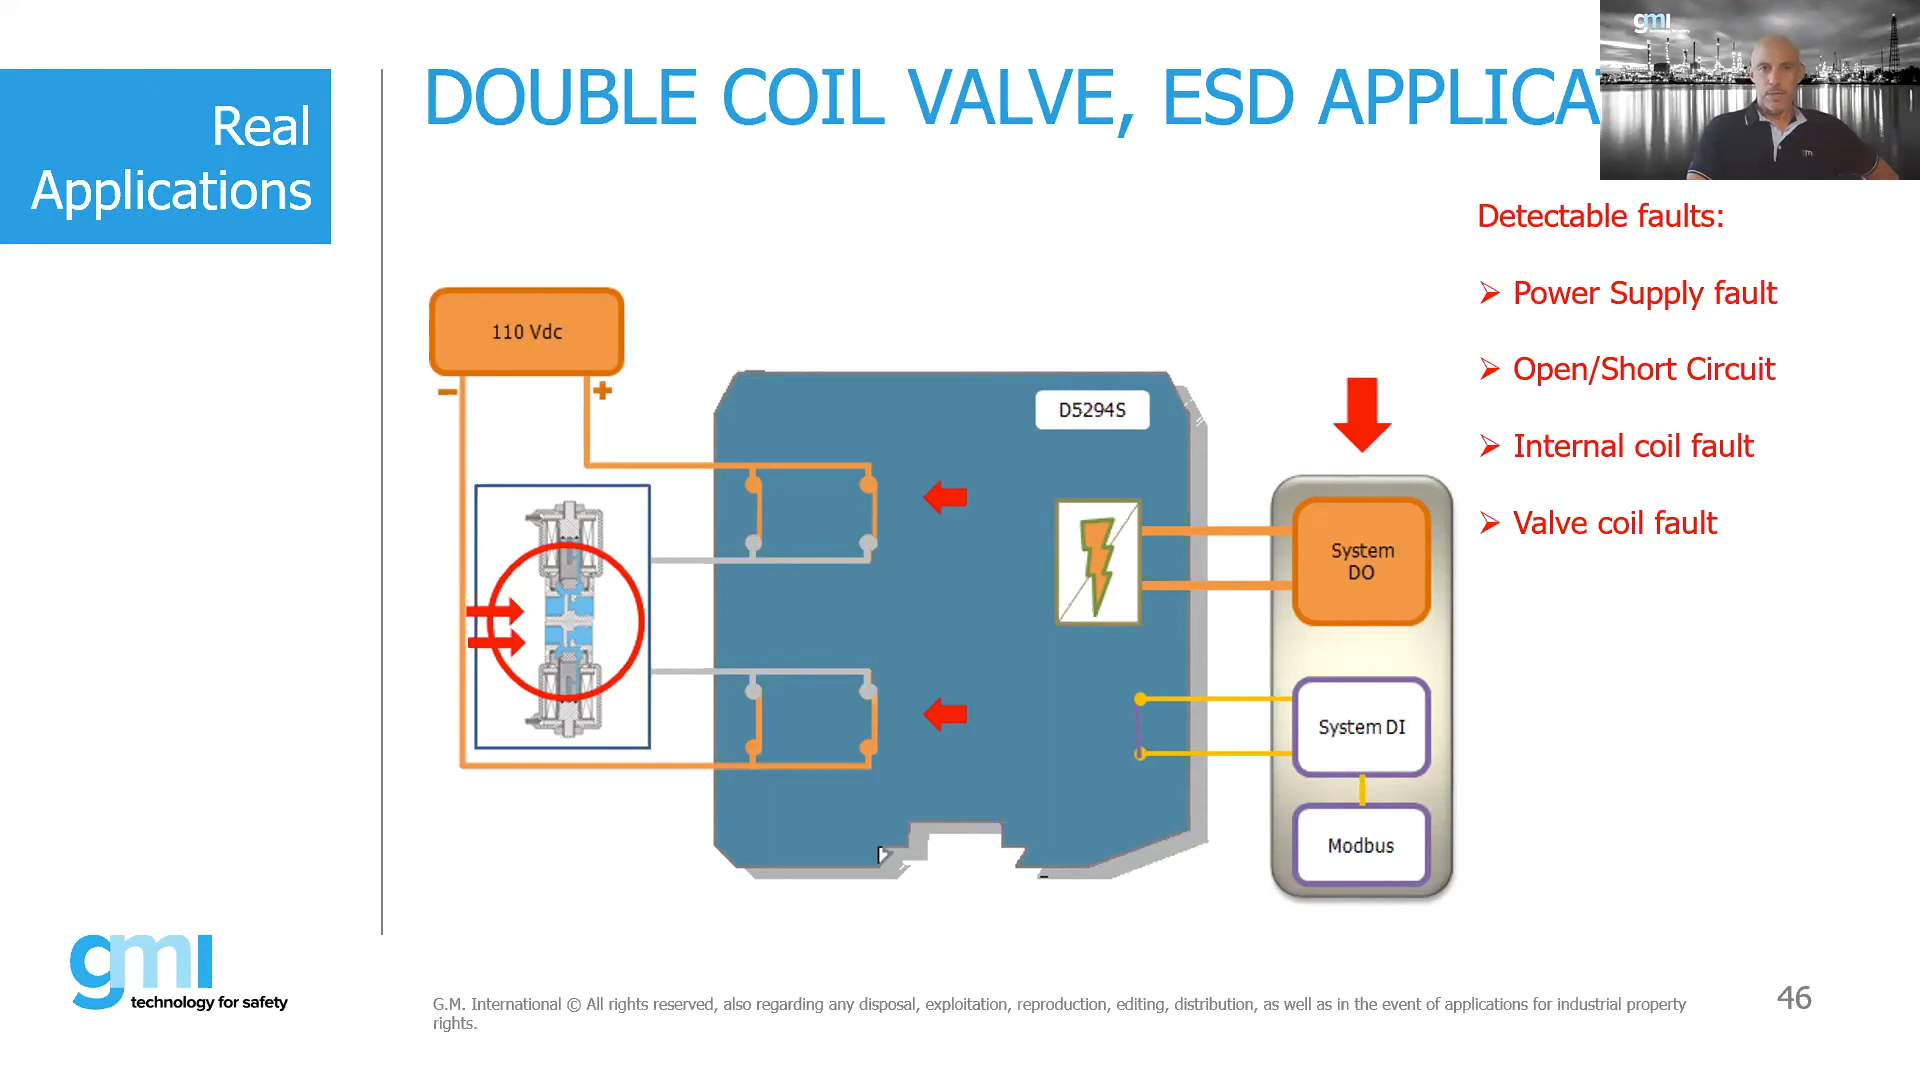 Real
Applications
DOUBLE COIL VALVE, ESD APPLICA
gmi
Detectable faults:
➢ Power Supply fault
➢ Open/Short Circuit
➢ Internal coil fault
➢ Valve coil fault
110 Vdc
−
+
D5294S
System
DO
System DI
Modbus
gmi
technology for safety
G.M. International © All rights reserved, also regarding any disposal, exploitation, reproduction, editing, distribution, as well as in the event of applications for industrial property
rights.
46